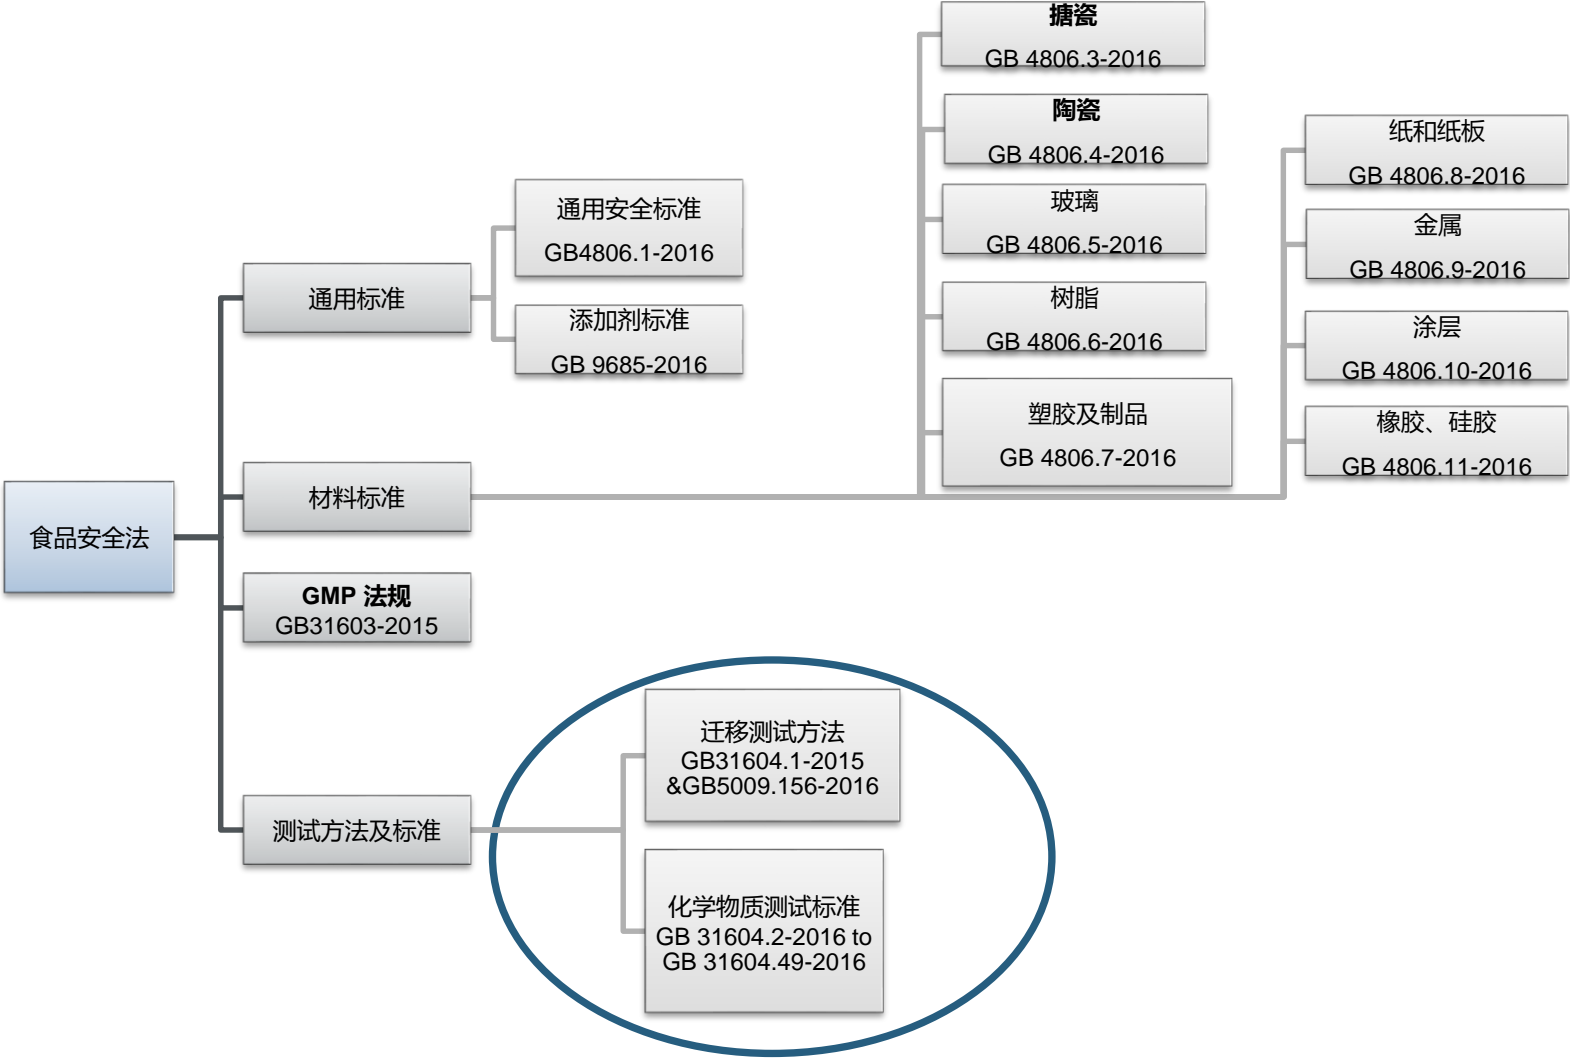 食品安全法
通用标准
通用安全标准
GB4806.1-2016
添加剂标准
GB 9685-2016
材料标准
搪瓷
GB 4806.3-2016
陶瓷
GB 4806.4-2016
玻璃
GB 4806.5-2016
树脂
GB 4806.6-2016
塑胶及制品
GB 4806.7-2016
纸和纸板
GB 4806.8-2016
金属
GB 4806.9-2016
涂层
GB 4806.10-2016
橡胶、硅胶
GB 4806.11-2016
GMP 法规
GB31603-2015
测试方法及标准
迁移测试方法
GB31604.1-2015
&GB5009.156-2016
化学物质测试标准
GB 31604.2-2016 to
GB 31604.49-2016